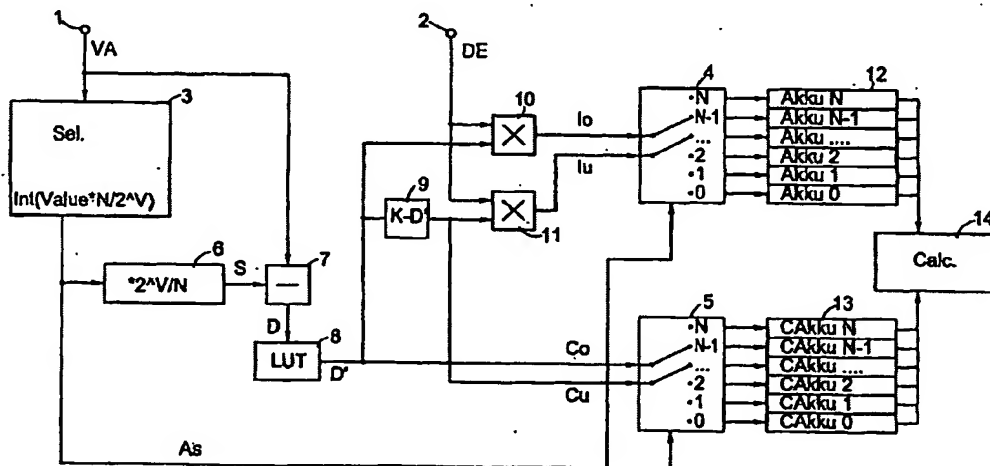 1
VA
3
Sel.
Int(Value*N/2^V)
6
*2^V/N
S
7
—
D
LUT
8
D'
As
2
DE
10
X
Io
Iu
9
K-D'
X
11
Co
Cu
4
•N
N-1
...
•2
•1
•0
12
Akku N
Akku N-1
Akku ....
Akku 2
Akku 1
Akku 0
5
•N
N-1
...
•2
•1
•0
13
CAkku N
CAkku N-1
CAkku ....
CAkku 2
CAkku 1
CAkku 0
14
Calc.